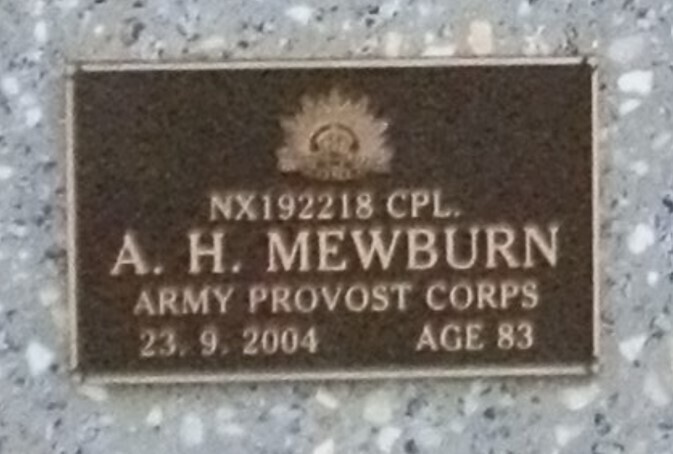 NX192218 CPL.
A. H. MEWBURN
ARMY PROVOST CORPS
23. 9. 2004 AGE 83